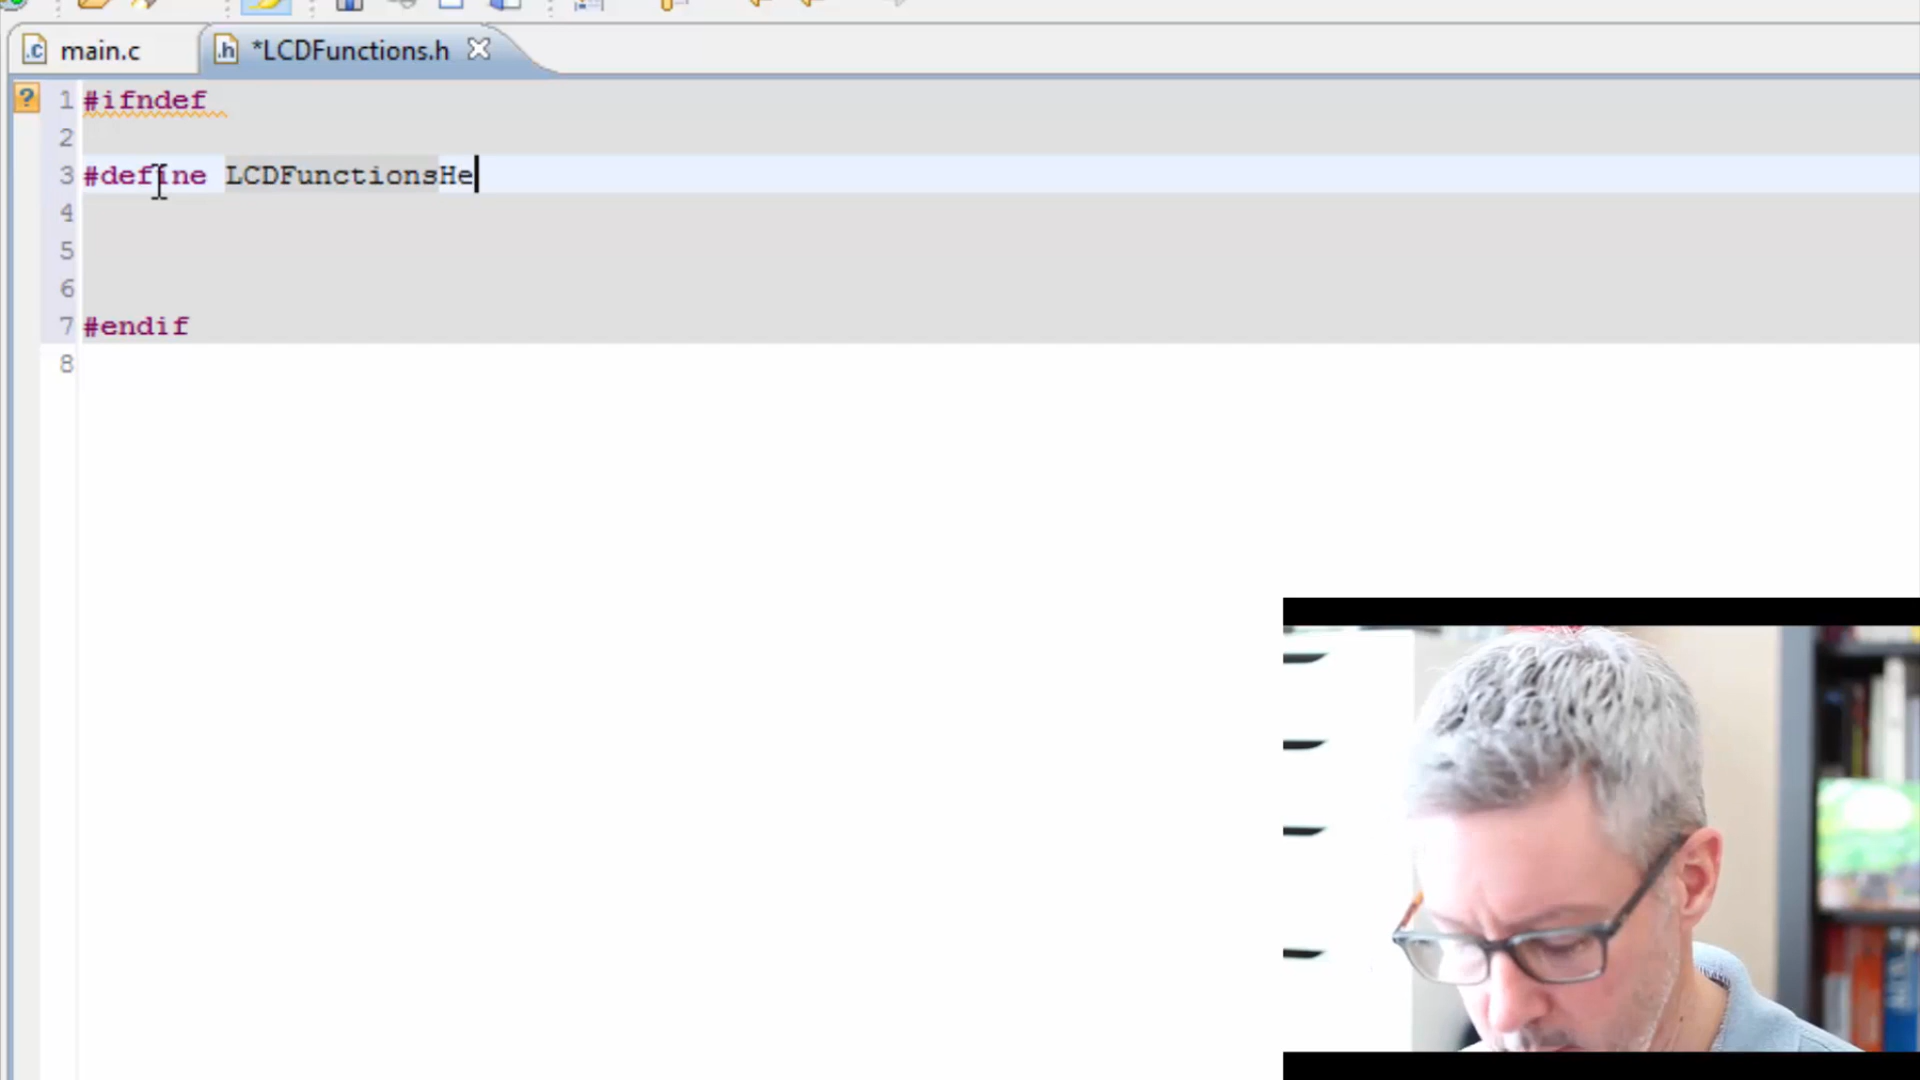 .c main.c .h *LCDFunctions.h
? 1 #ifndef
2
3 #define LCDFunctionsHe
4
5
6
7 #endif
8